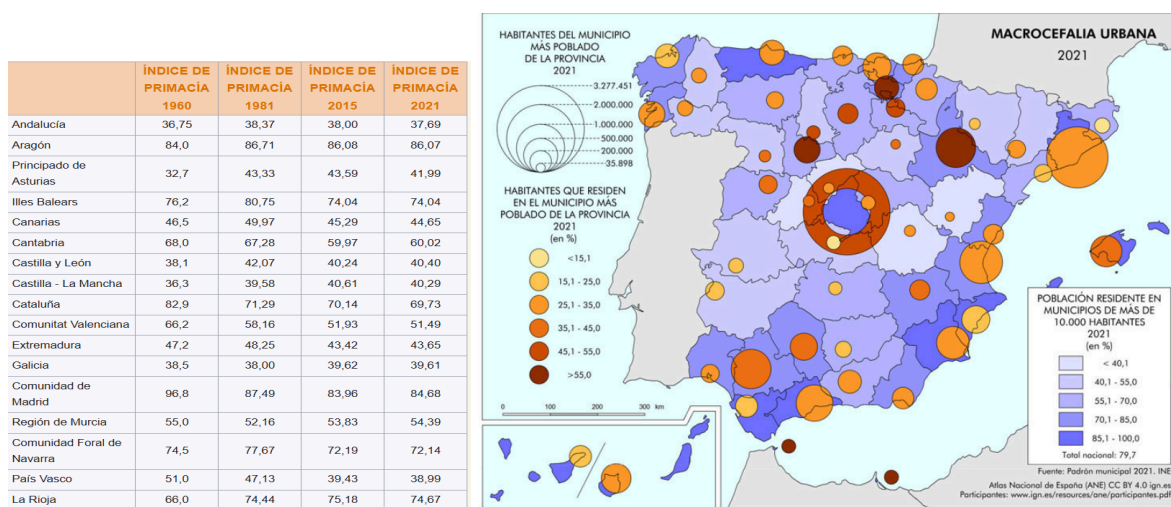 ÍNDICE DE PRIMACÍA 1960 ÍNDICE DE PRIMACÍA 1981 ÍNDICE DE PRIMACÍA 2015 ÍNDICE DE PRIMACÍA 2021
Andalucía 36,75 38,37 38,00 37,69
Aragón 84,0 86,71 86,08 86,07
Principado de
Asturias 32,7 43,33 43,59 41,99
Illes Balears 76,2 80,75 74,04 74,04
Canarias 46,5 49,97 45,29 44,65
Cantabria 68,0 67,28 59,97 60,02
Castilla y León 38,1 42,07 40,24 40,40
Castilla - La Mancha 36,3 39,58 40,61 40,29
Cataluña 82,9 71,29 70,14 69,73
Comunitat Valenciana 66,2 58,16 51,93 51,49
Extremadura 47,2 48,25 43,42 43,65
Galicia 38,5 38,00 39,62 39,61
Comunidad de
Madrid 96,8 87,49 83,96 84,68
Región de Murcia 55,0 52,16 53,83 54,39
Comunidad Foral de
Navarra 74,5 77,67 72,19 72,14
País Vasco 51,0 47,13 39,43 38,99
La Rioja 66,0 74,44 75,18 74,67
MACROCEFALIA URBANA
2021
HABITANTES DEL MUNICIPIO
MÁS POBLADO
DE LA PROVINCIA
2021
3.277.451
2.000.000
1.000.000
500.000
200.000
35.898
HABITANTES QUE RESIDEN
EN EL MUNICIPIO MÁS
POBLADO DE LA PROVINCIA
2021
(en %)
<15,1
15,1 - 25,0
25,1 - 35,0
35,1 - 45,0
45,1 - 55,0
>55,0
0 100 200 300 km
POBLACIÓN RESIDENTE EN
MUNICIPIOS DE MÁS DE
10.000 HABITANTES
2021
(en %)
< 40,1
40,1 - 55,0
55,1 - 70,0
70,1 - 85,0
85,1 - 100,0
Total nacional: 79,7
Fuente: Padrón municipal 2021. INE
Atlas Nacional de España (ANE) CC BY 4.0 ign.es
Participantes: www.ign.es/resources/ane/participantes.pdf